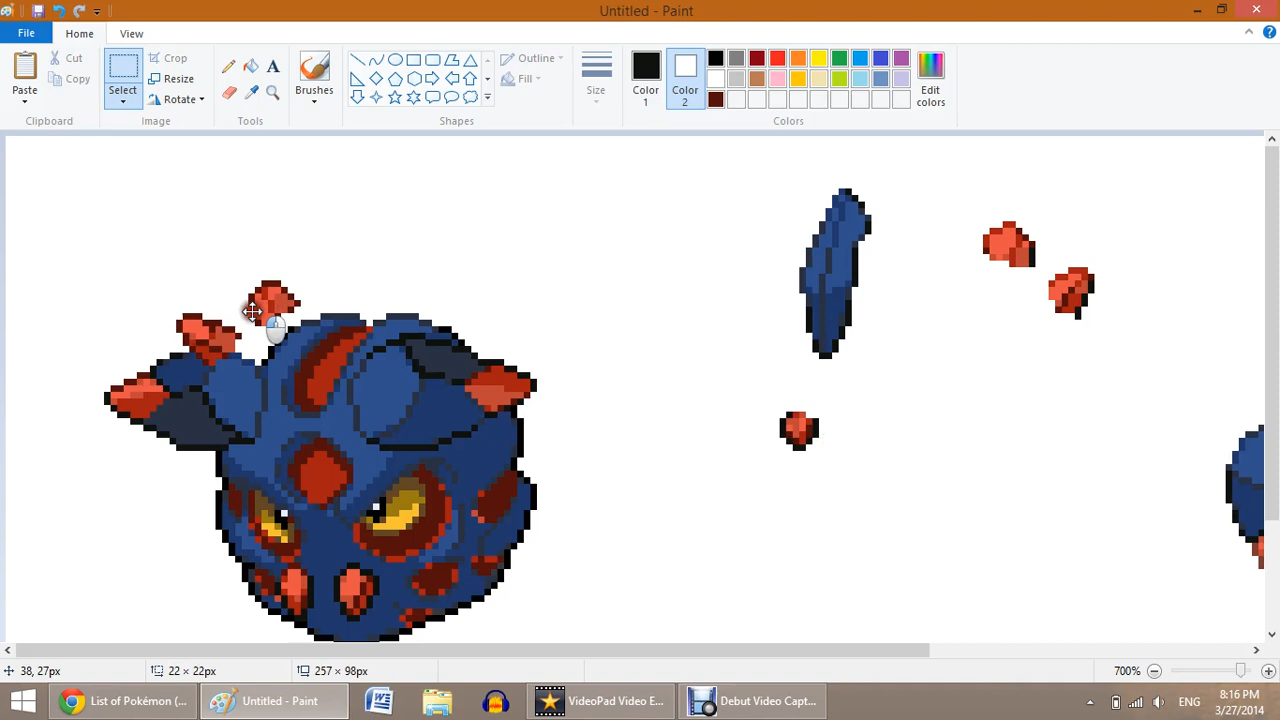 Untitled - Paint
File
Home
View
Paste
Cut
Copy
Clipboard
Select
Crop
Resize
Rotate
Image
A
Tools
Brushes
Outline
Fill
Shapes
Size
Color 1
Color 2
Edit colors
Colors
38, 27px
22 × 22px
257 × 98px
700%
List of Pokémon (...
Untitled - Paint
VideoPad Video E...
Debut Video Capt...
ENG
8:16 PM
3/27/2014